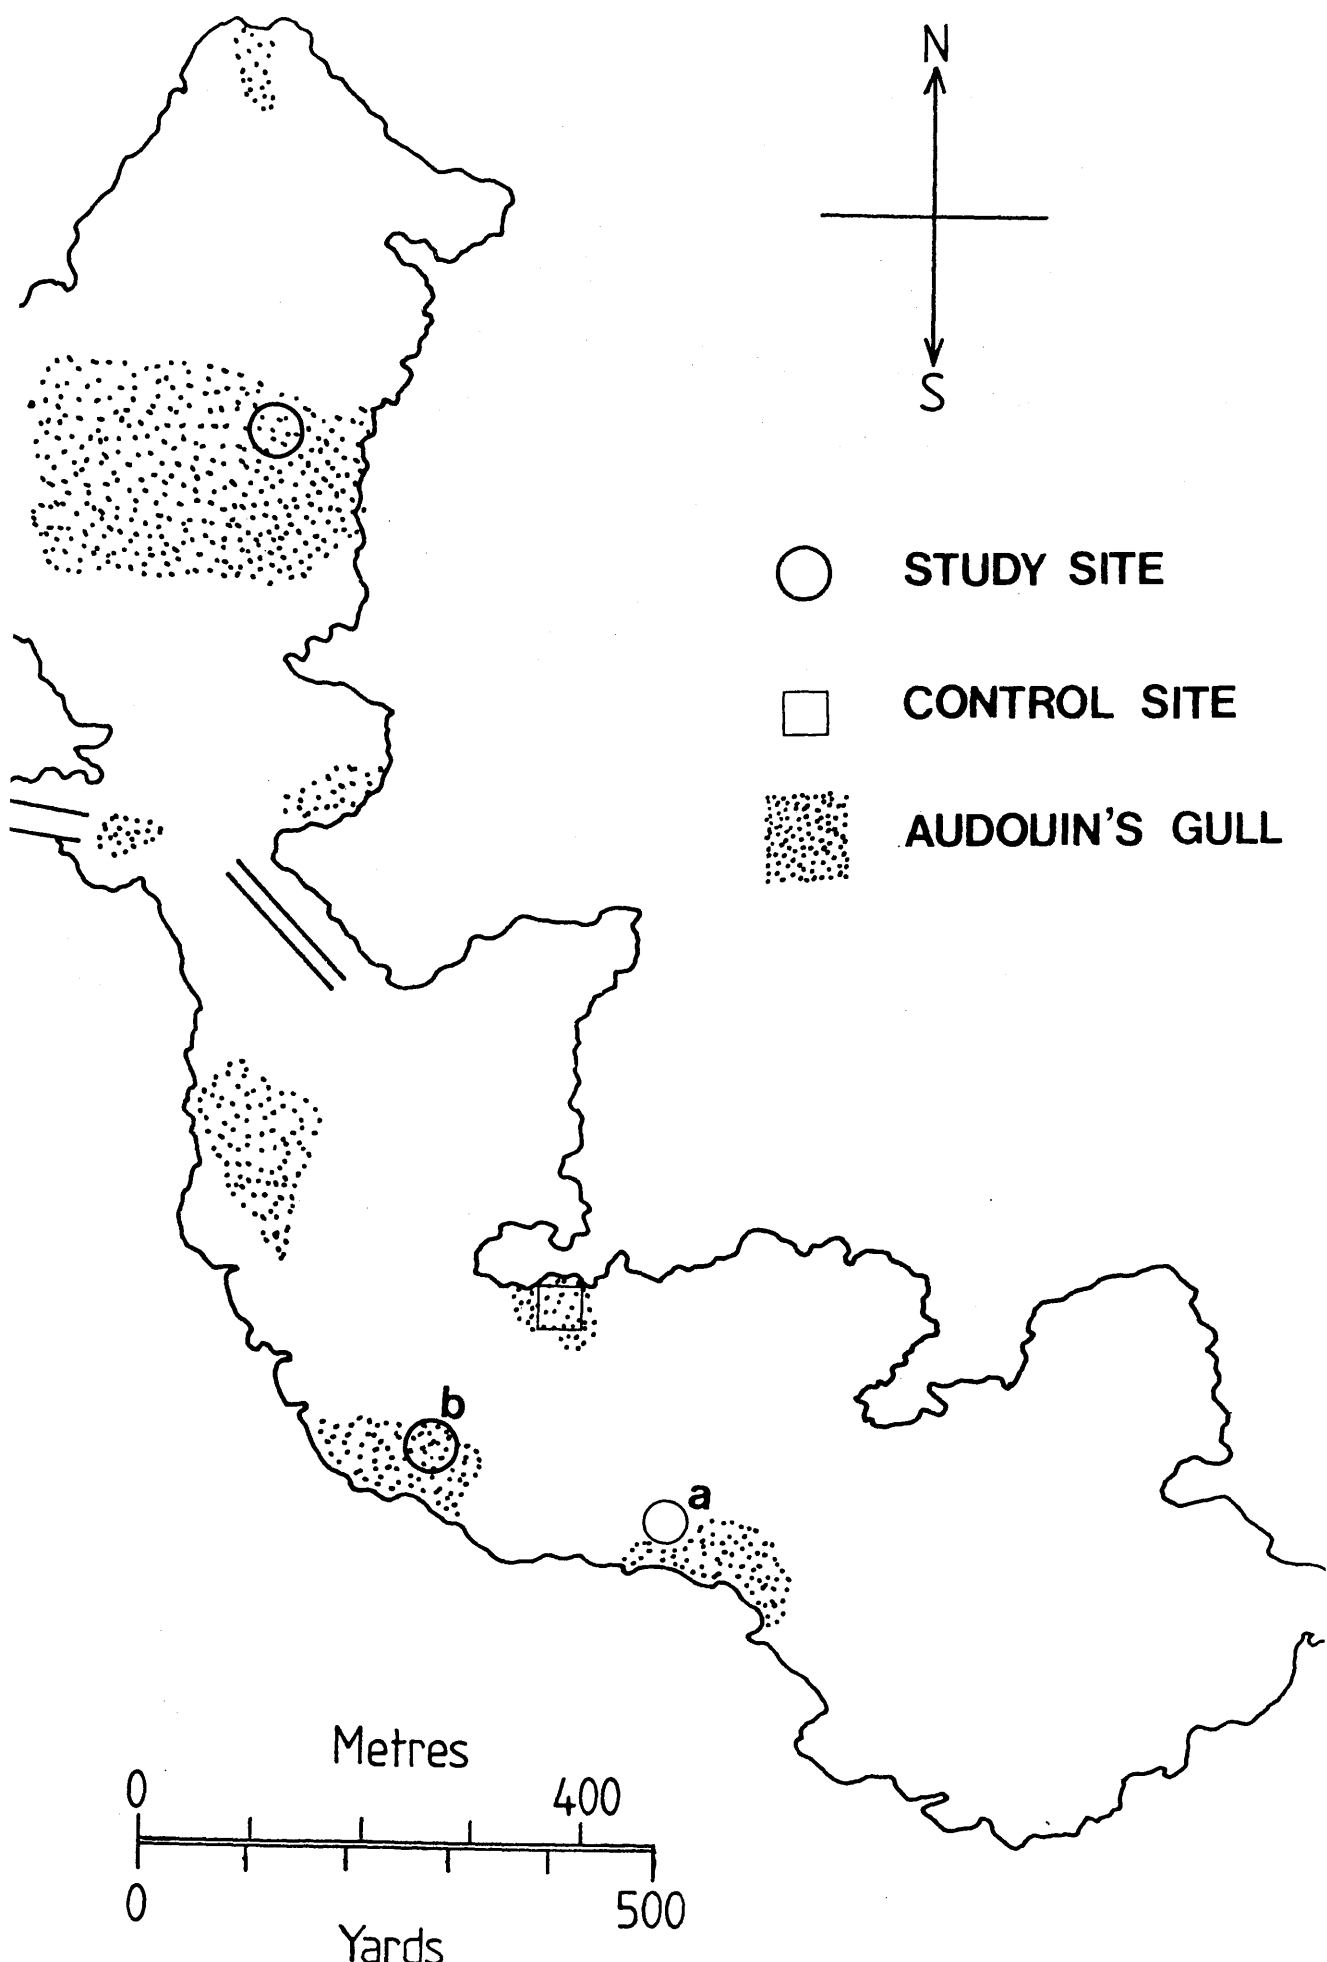 N
S
STUDY SITE
CONTROL SITE
AUDOUIN'S GULL
b
a
Metres
0 400
0 500
Yards